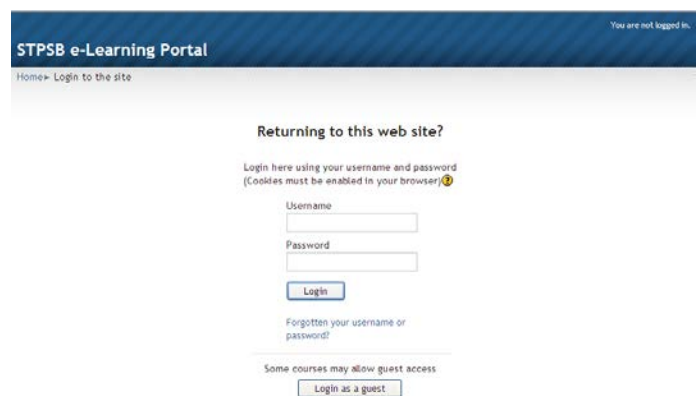 You are not logged in.
STPSB e-Learning Portal
Home► Login to the site
Returning to this web site?
Login here using your username and password
(Cookies must be enabled in your browser)?
Username
Password
Login
Forgotten your username or
password?
Some courses may allow guest access
Login as a guest